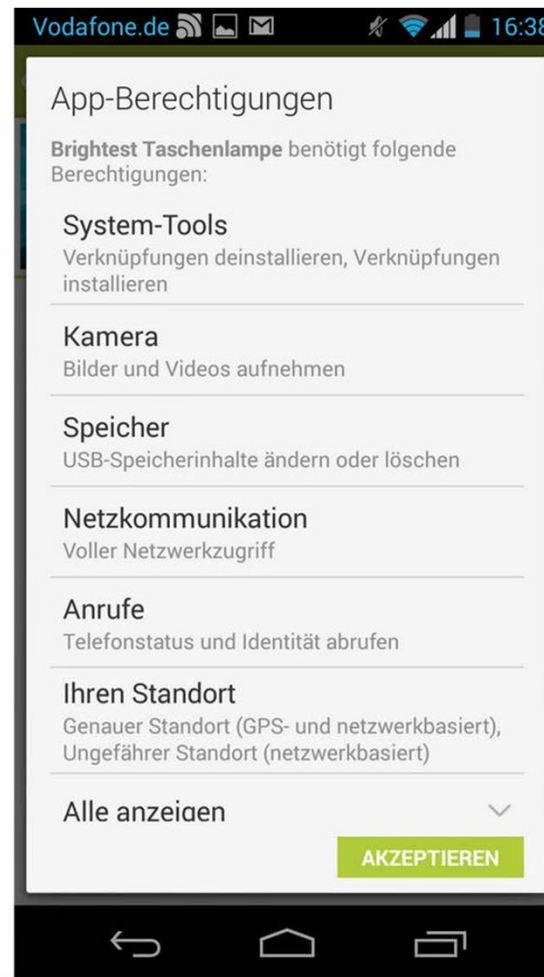 Vodafone.de 16:38
App-Berechtigungen
Brightest Taschenlampe benötigt folgende
Berechtigungen:
System-Tools
Verknüpfungen deinstallieren, Verknüpfungen
installieren
Kamera
Bilder und Videos aufnehmen
Speicher
USB-Speicherinhalte ändern oder löschen
Netzkommunikation
Voller Netzwerkzugriff
Anrufe
Telefonstatus und Identität abrufen
Ihren Standort
Genauer Standort (GPS- und netzwerkbasiert),
Ungefährer Standort (netzwerkbasiert)
Alle anzeigen
AKZEPTIEREN